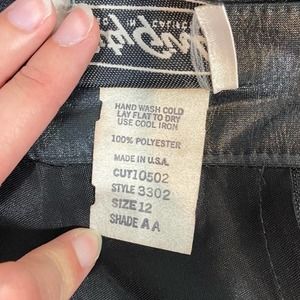 HAND WASH COLD
LAY FLAT TO DRY
USE COOL IRON
100% POLYESTER
MADE IN U.S.A.
CUT10502
STYLE 3302
SIZE 12
SHADE AA